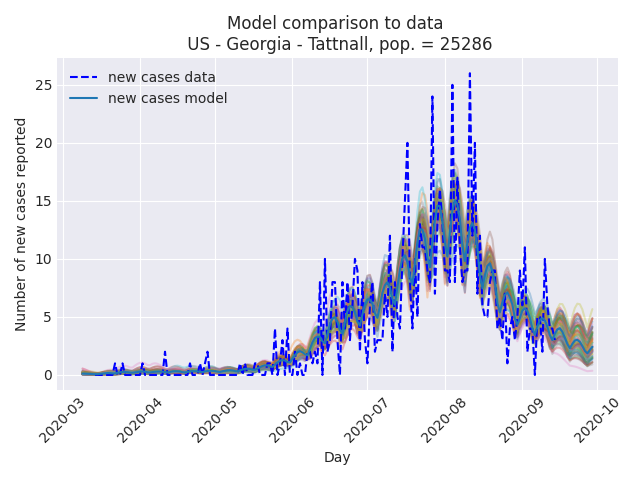 Model comparison to data
US - Georgia - Tattnall, pop. = 25286
new cases data
new cases model
Number of new cases reported
25
20
15
10
5
0
2020-03
2020-04
2020-05
2020-06
2020-07
2020-08
2020-09
2020-10
Day